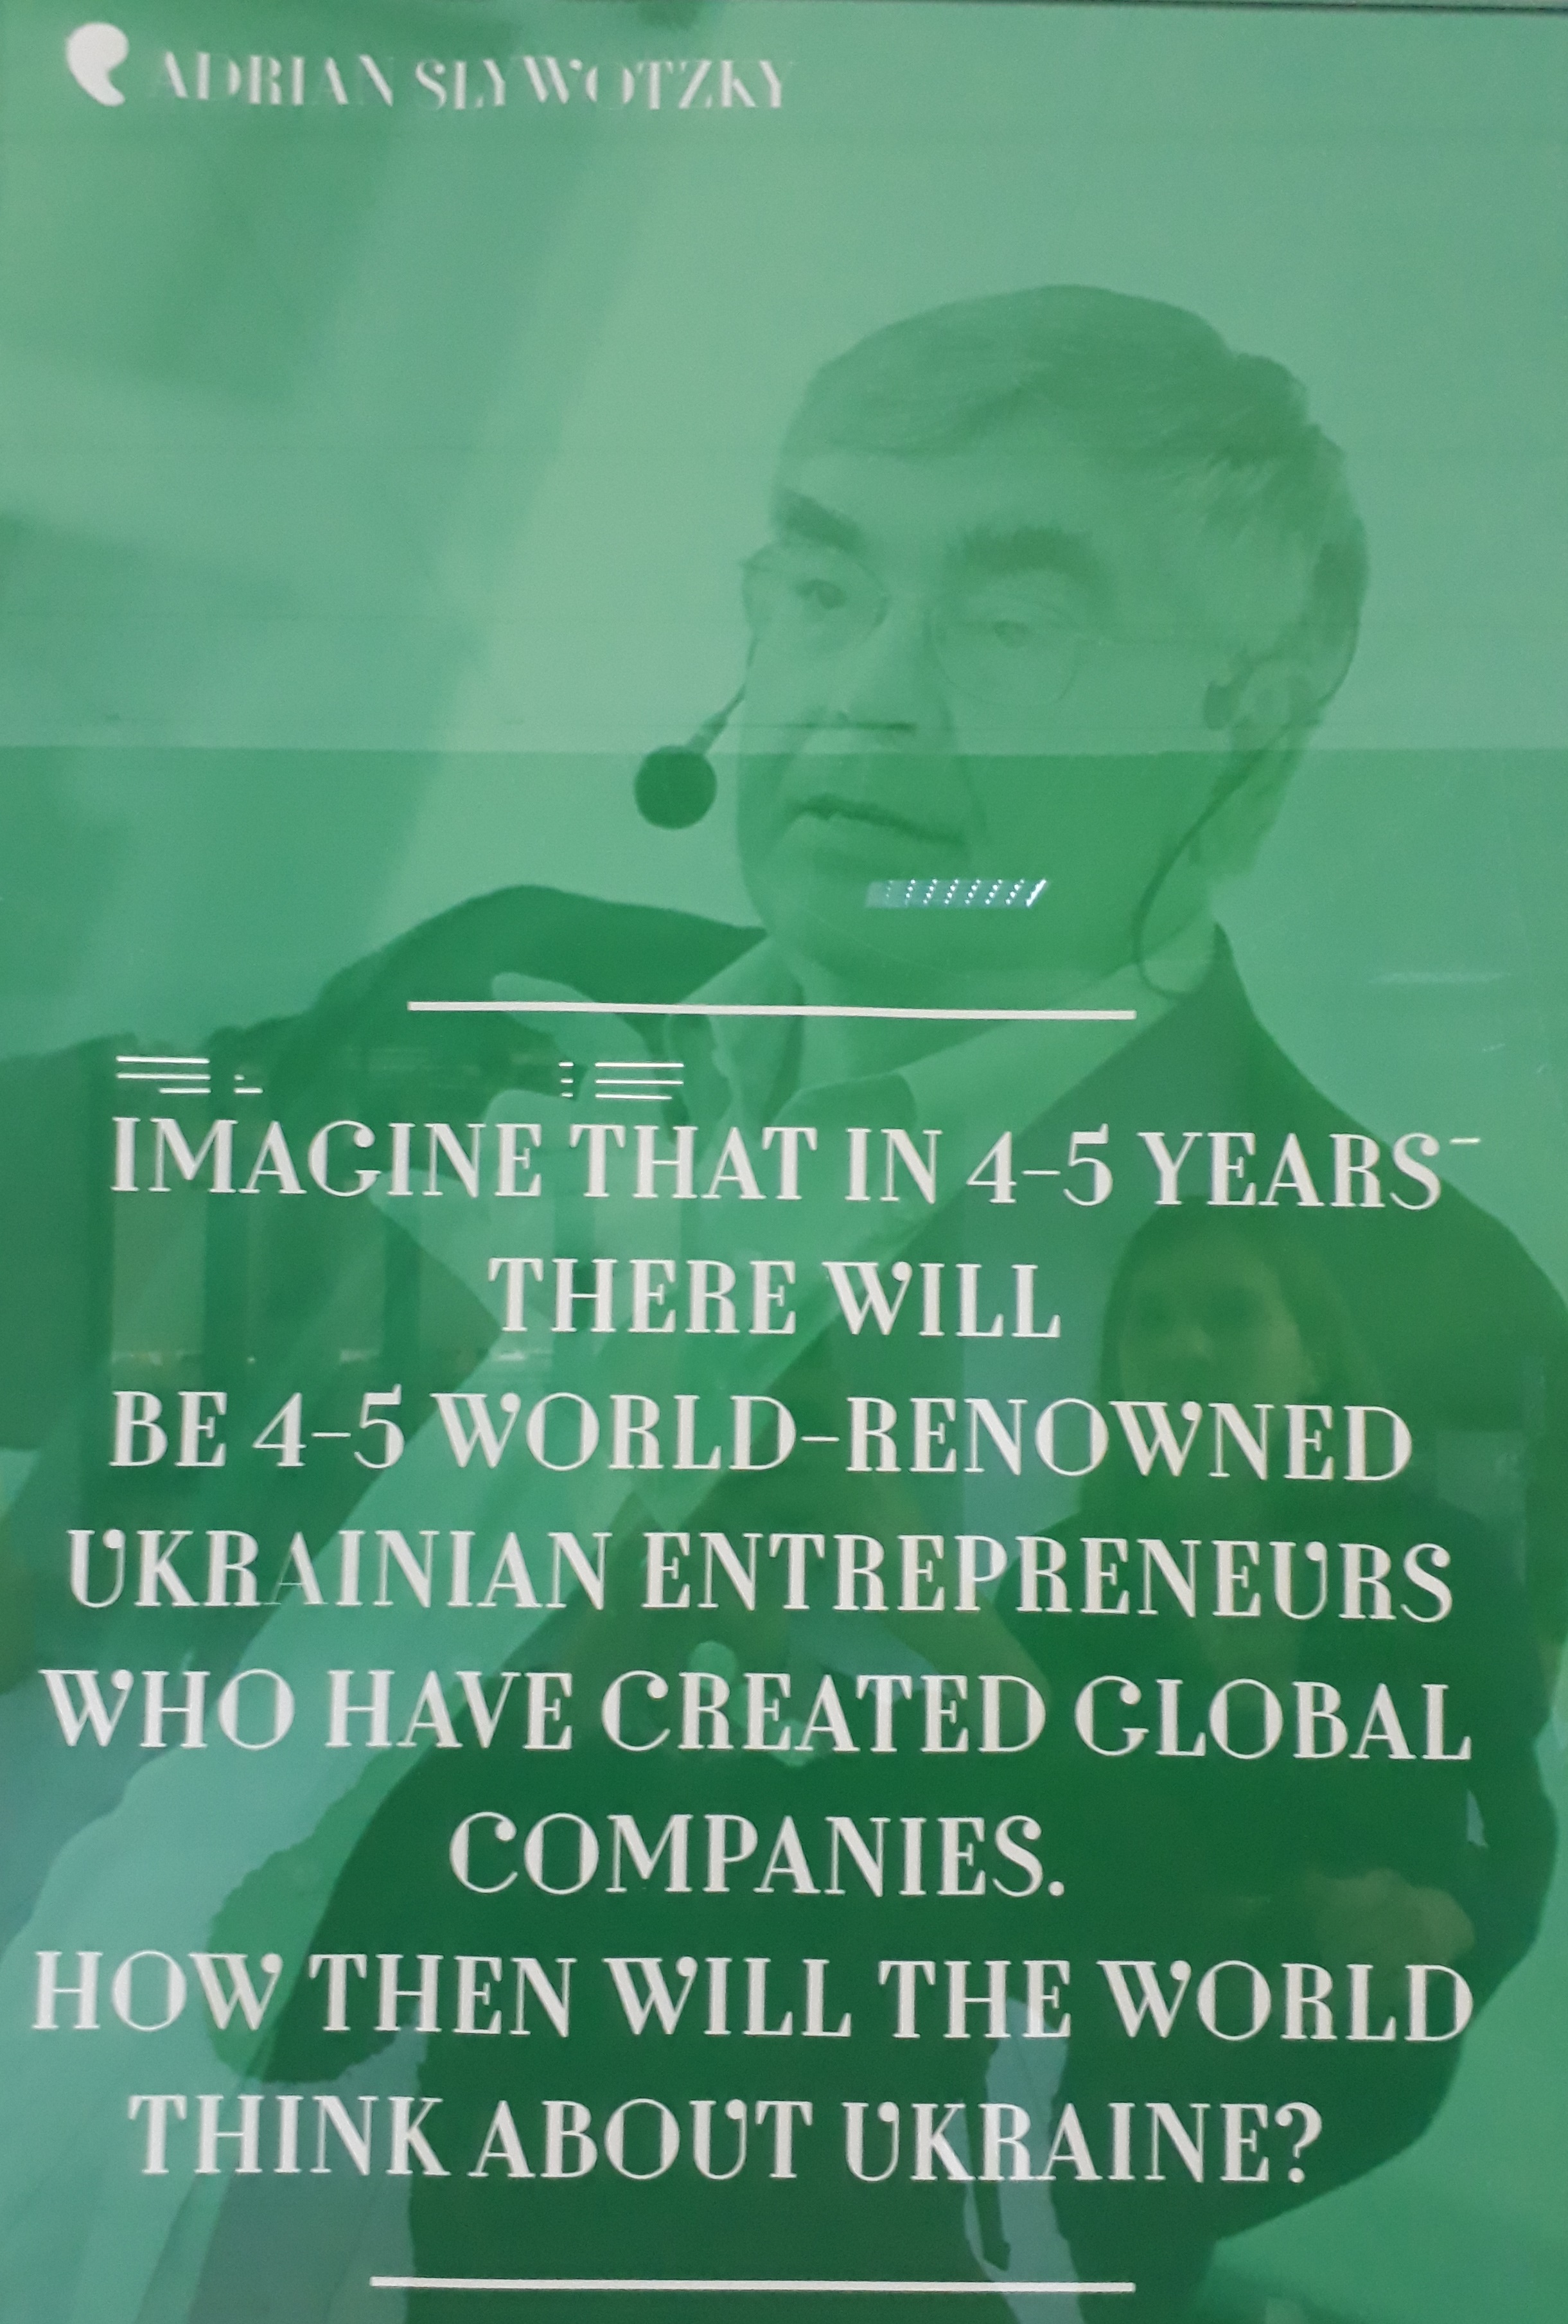 ADRIAN SLYWOTZKY
IMAGINE THAT IN 4-5 YEARS
THERE WILL
BE 4-5 WORLD-RENOWNED
UKRAINIAN ENTREPRENEURS
WHO HAVE CREATED GLOBAL
COMPANIES.
HOW THEN WILL THE WORLD
THINK ABOUT UKRAINE?